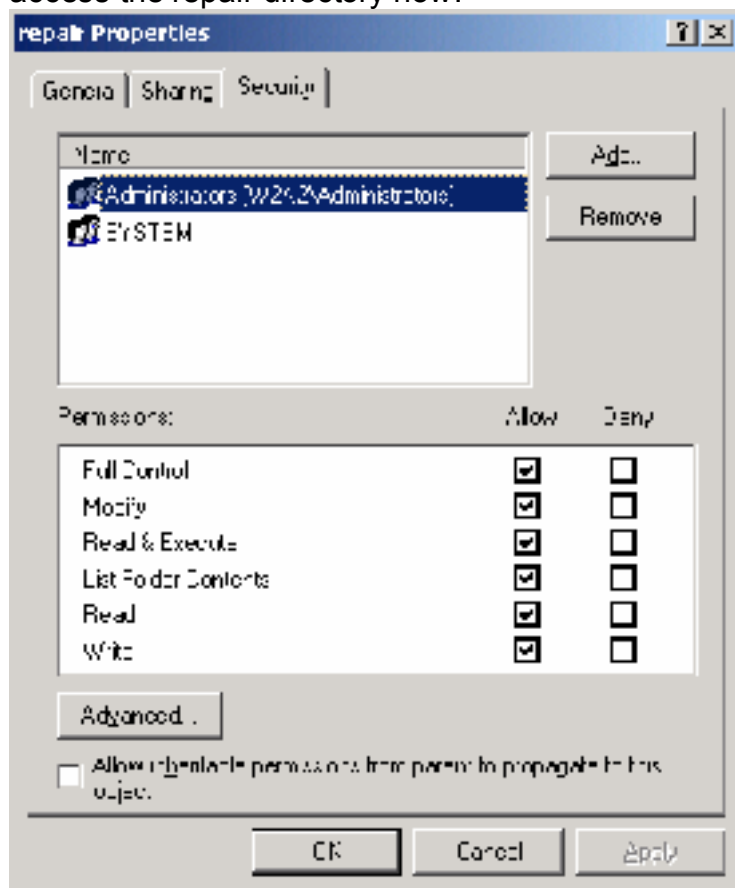 access the repair directory now.
repair Properties
General Sharing Security
Name
Add...
Administrators
Remove
SYSTEM
Permissions: Allow Deny
Full Control
Modify
Read & Execute
List Folder Contents
Read
Write
Advanced...
Allow inheritable permissions from parent to propagate to this
object
OK Cancel Apply